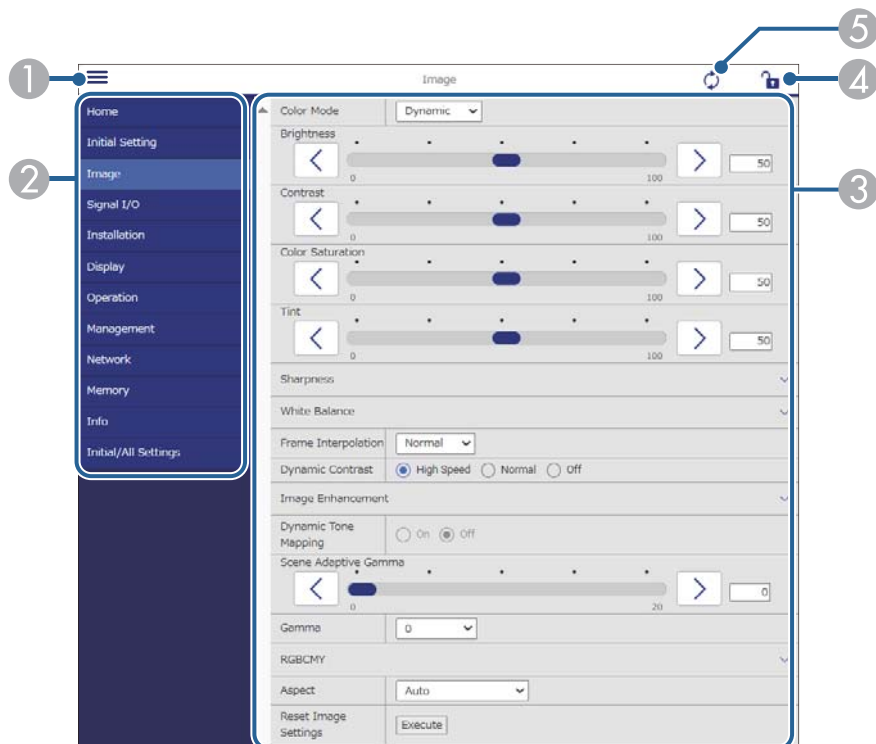 5
1
Image
4
2
Home
Initial Setting
Image
Signal I/O
Installation
Display
Operation
Management
Network
Memory
Info
Initial/All Settings
3
Color Mode
Dynamic
Brightness
0
100
50
Contrast
0
100
50
Color Saturation
0
100
50
Tint
0
100
50
Sharpness
White Balance
Frame Interpolation
Normal
Dynamic Contrast
High Speed Normal Off
Image Enhancement
Dynamic Tone
Mapping
On Off
Scene Adaptive Gamma
0
20
0
Gamma
0
RGBCMY
Aspect
Auto
Reset Image
Settings
Execute